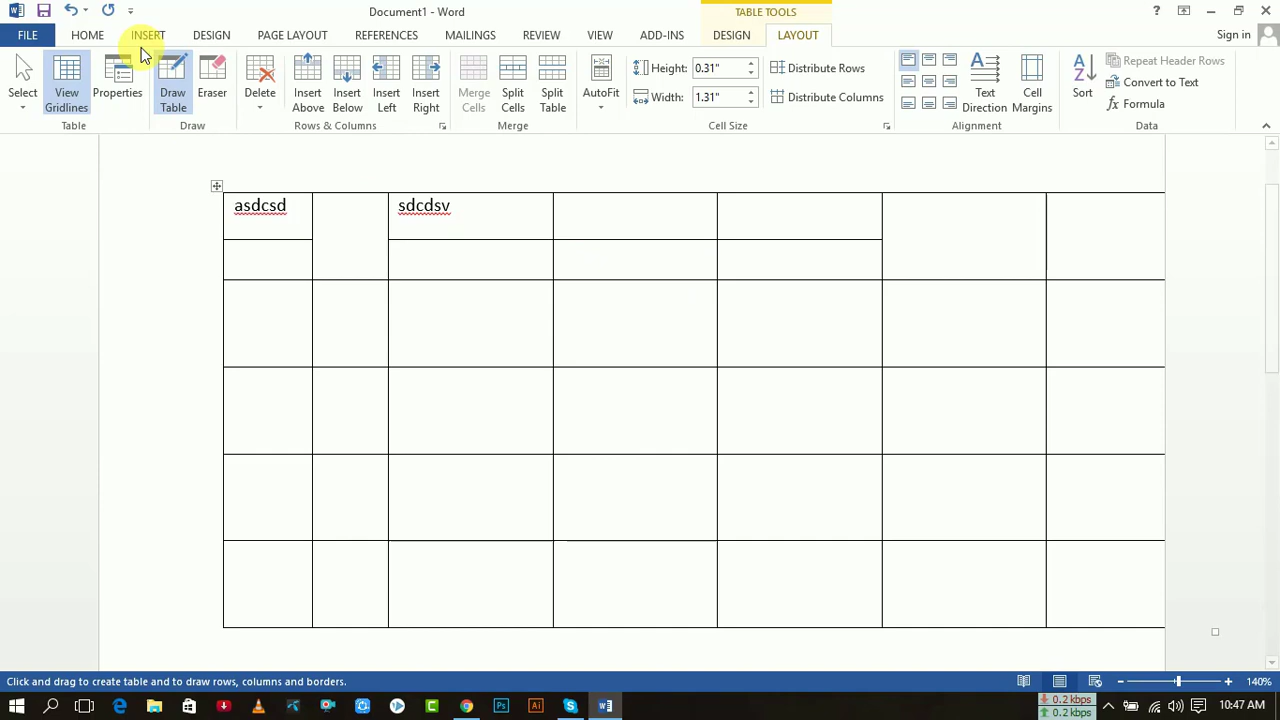 Document1 - Word
TABLE TOOLS
?
FILE HOME INSERT DESIGN PAGE LAYOUT REFERENCES MAILINGS REVIEW VIEW ADD-INS DESIGN LAYOUT Sign in
Select
View Gridlines
Properties
Table
Draw Table
Eraser
Draw
Delete
Insert Above
Insert Below
Insert Left
Insert Right
Rows & Columns
Merge Cells
Split Cells
Split Table
Merge
AutoFit
Height: 0.31"
Width: 1.31"
Distribute Rows
Distribute Columns
Cell Size
Text Direction
Cell Margins
Alignment
Sort
Repeat Header Rows
Convert to Text
Formula
Data
asdcsd sdcdsv
Click and drag to create table and to draw rows, columns and borders.
140%
0.2 kbps
0.2 kbps
10:47 AM